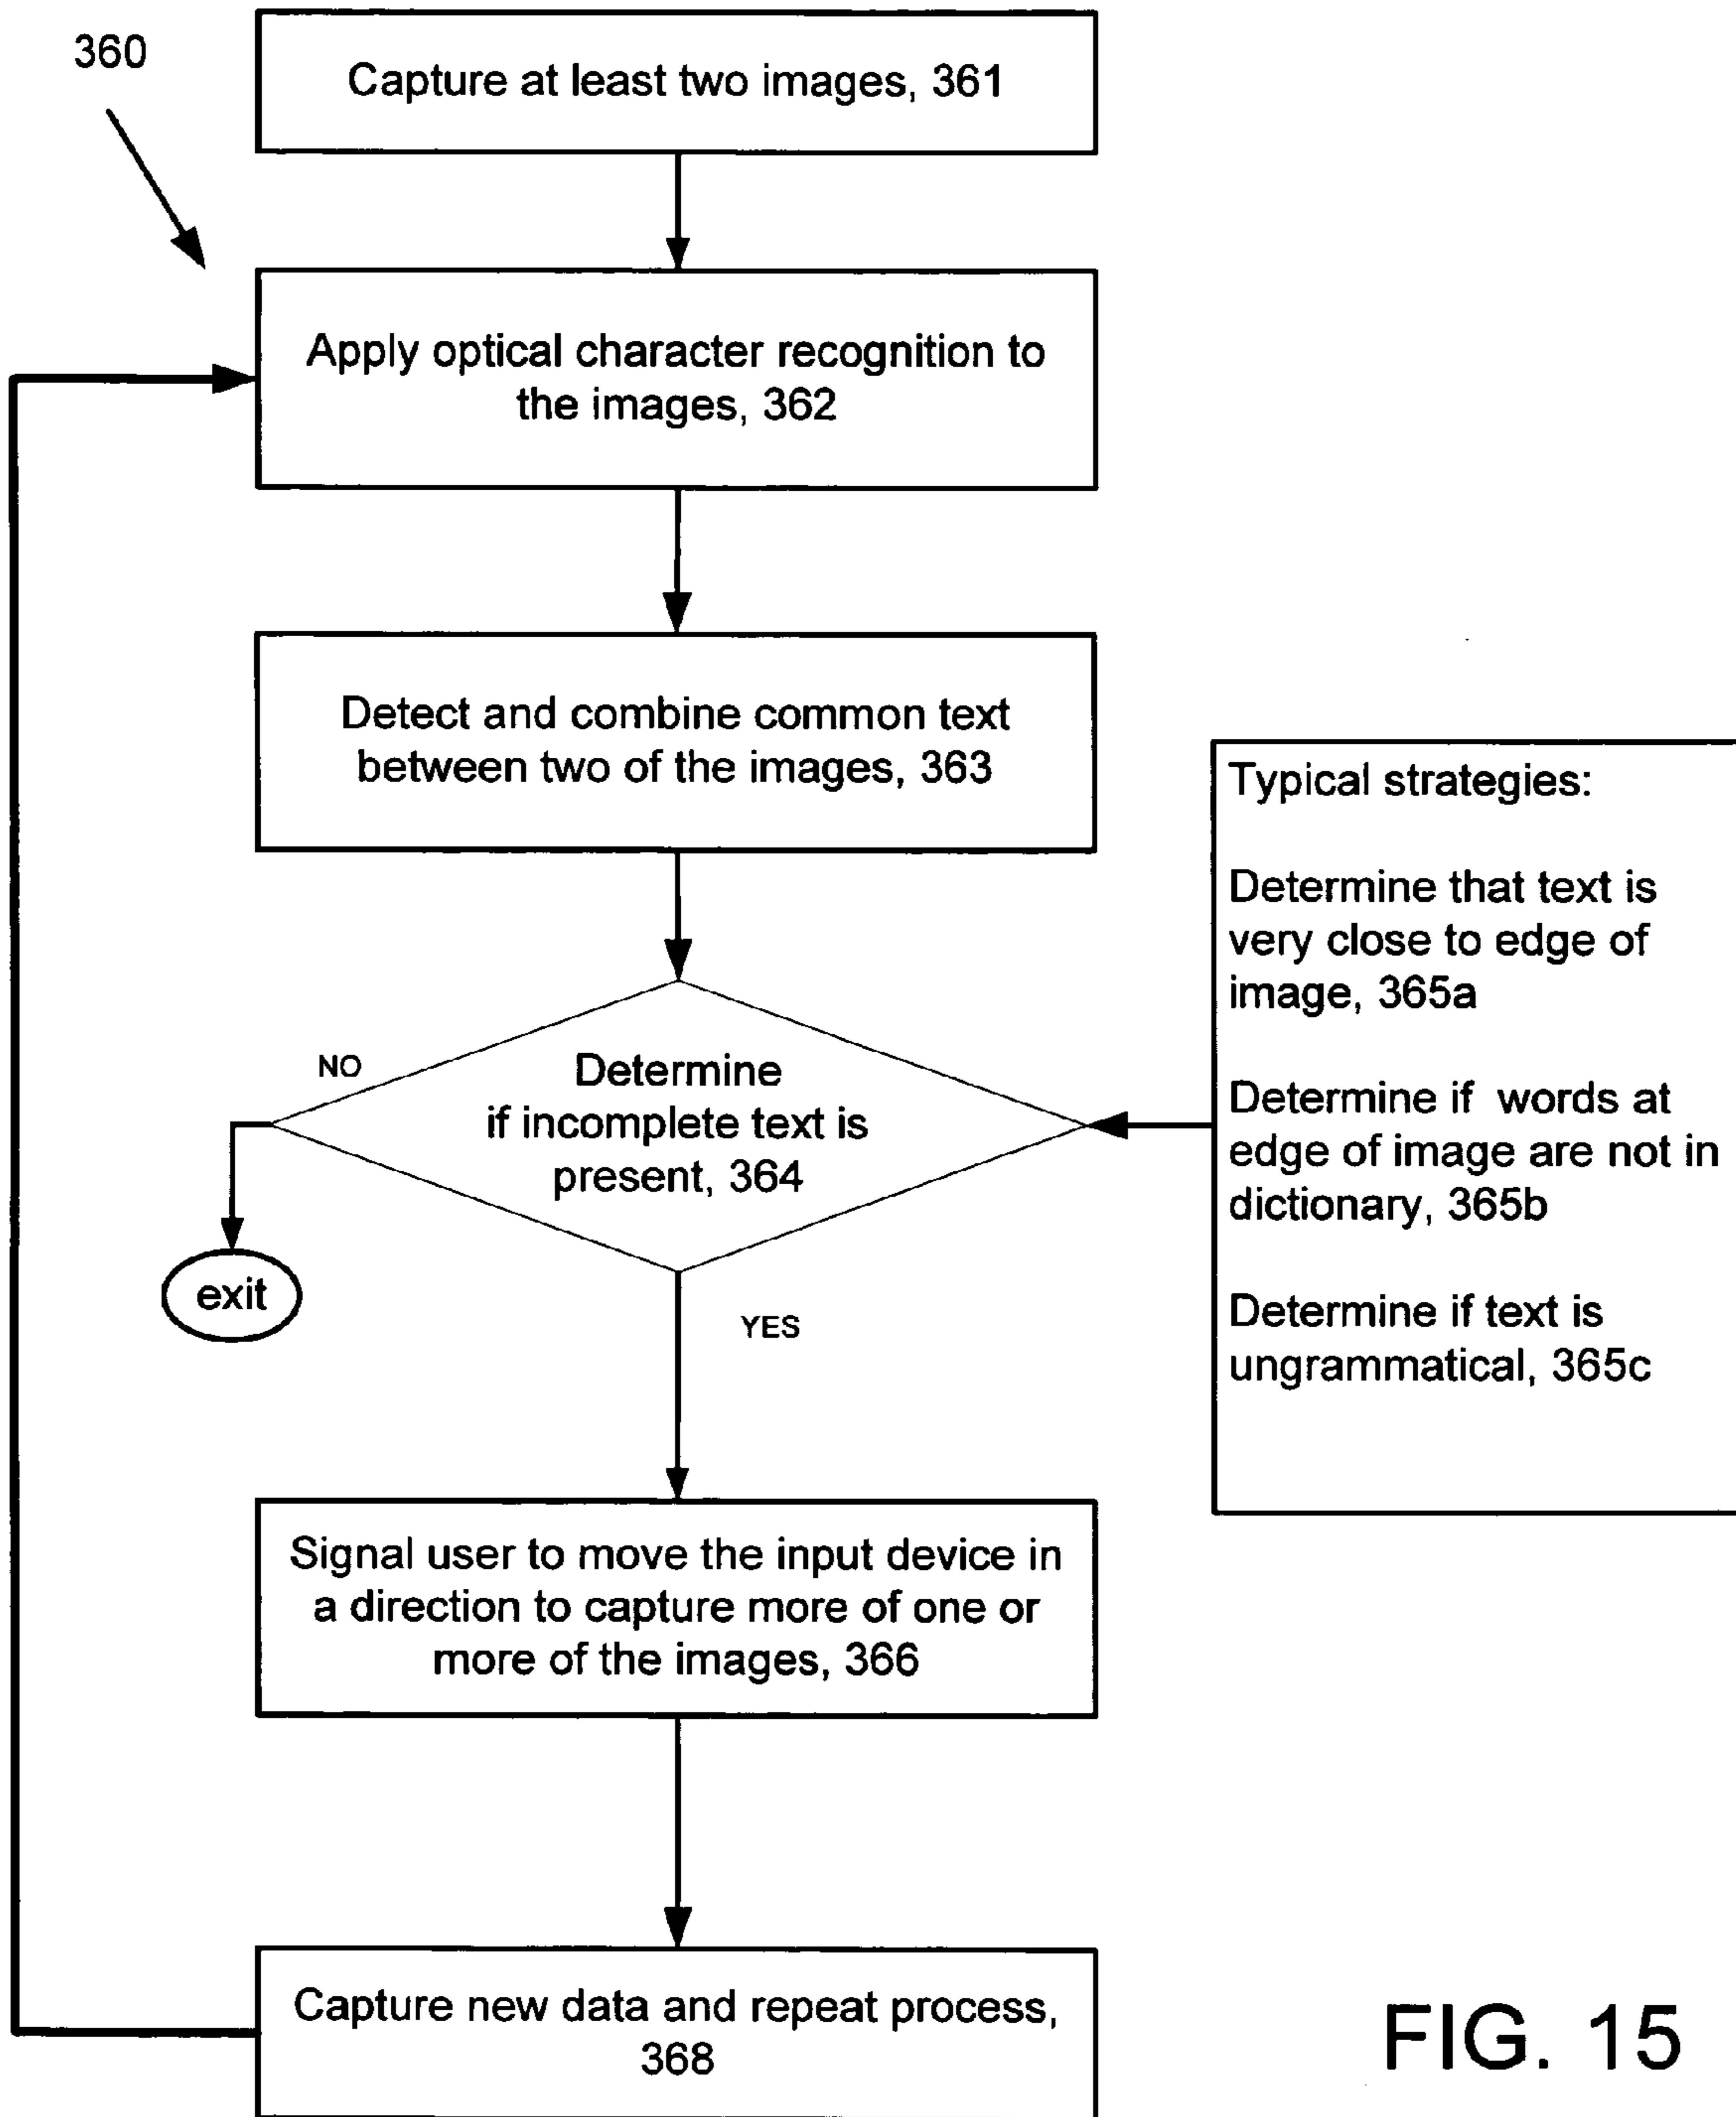 360
Capture at least two images, 361
Apply optical character recognition to
the images, 362
Detect and combine common text
between two of the images, 363
Typical strategies:
Determine that text is
very close to edge of
image, 365a
Determine if words at
edge of image are not in
dictionary, 365b
Determine if text is
ungrammatical, 365c
NO
Determine
if incomplete text is
present, 364
exit
YES
Signal user to move the input device in
a direction to capture more of one or
more of the images, 366
Capture new data and repeat process,
368
FIG. 15